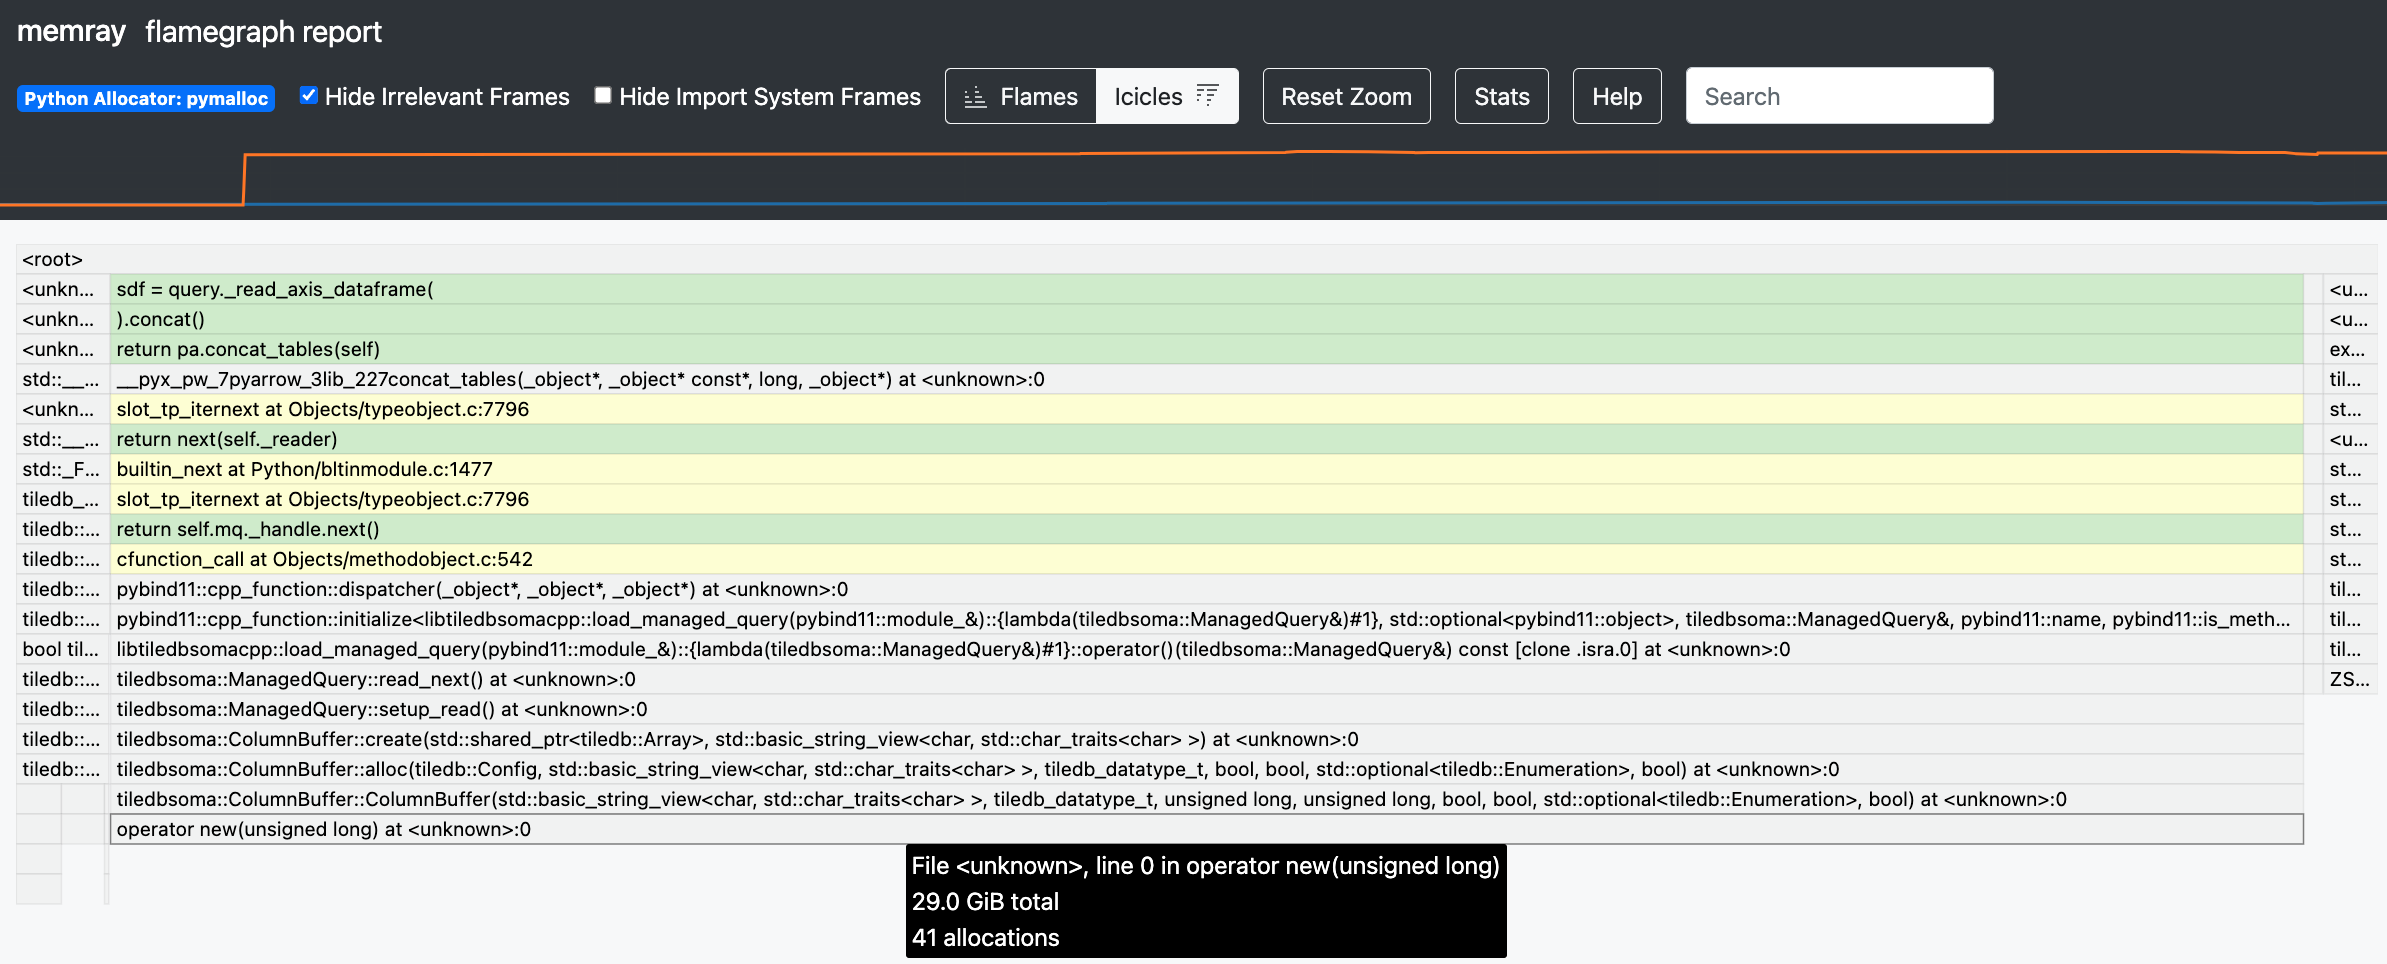 memray flamegraph report
Python Allocator: pymalloc Hide Irrelevant Frames Hide Import System Frames Flames Icicles Reset Zoom Stats Help Search
<root>
<unkn... sdf = query._read_axis_dataframe( <u...
<unkn... ).concat() <u...
<unkn... return pa.concat_tables(self) ex...
std::__... __pyx_pw_7pyarrow_3lib_227concat_tables(_object*, _object* const*, long, _object*) at <unknown>:0 til...
<unkn... slot_tp_iternext at Objects/typeobject.c:7796 st...
std::__... return next(self._reader) <u...
std::_F... builtin_next at Python/bltinmodule.c:1477 st...
tiledb_... slot_tp_iternext at Objects/typeobject.c:7796 st...
tiledb::... return self.mq._handle.next() st...
tiledb::... cfunction_call at Objects/methodobject.c:542 st...
tiledb::... pybind11::cpp_function::dispatcher(_object*, _object*, _object*) at <unknown>:0 til...
tiledb::... pybind11::cpp_function::initialize<libtiledbsomacpp::load_managed_query(pybind11::module_&)::{lambda(tiledbsoma::ManagedQuery&)#1}, std::optional<pybind11::object>, tiledbsoma::ManagedQuery&, pybind11::name, pybind11::is_meth... til...
bool til... libtiledbsomacpp::load_managed_query(pybind11::module_&)::{lambda(tiledbsoma::ManagedQuery&)#1}::operator()(tiledbsoma::ManagedQuery&) const [clone .isra.0] at <unknown>:0 til...
tiledb::... tiledbsoma::ManagedQuery::read_next() at <unknown>:0 ZS...
tiledb::... tiledbsoma::ManagedQuery::setup_read() at <unknown>:0
tiledb::... tiledbsoma::ColumnBuffer::create(std::shared_ptr<tiledb::Array>, std::basic_string_view<char, std::char_traits<char> >) at <unknown>:0
tiledb::... tiledbsoma::ColumnBuffer::alloc(tiledb::Config, std::basic_string_view<char, std::char_traits<char> >, tiledb_datatype_t, bool, bool, std::optional<tiledb::Enumeration>, bool) at <unknown>:0
tiledbsoma::ColumnBuffer::ColumnBuffer(std::basic_string_view<char, std::char_traits<char> >, tiledb_datatype_t, unsigned long, unsigned long, bool, bool, std::optional<tiledb::Enumeration>, bool) at <unknown>:0
operator new(unsigned long) at <unknown>:0
File <unknown>, line 0 in operator new(unsigned long)
29.0 GiB total
41 allocations